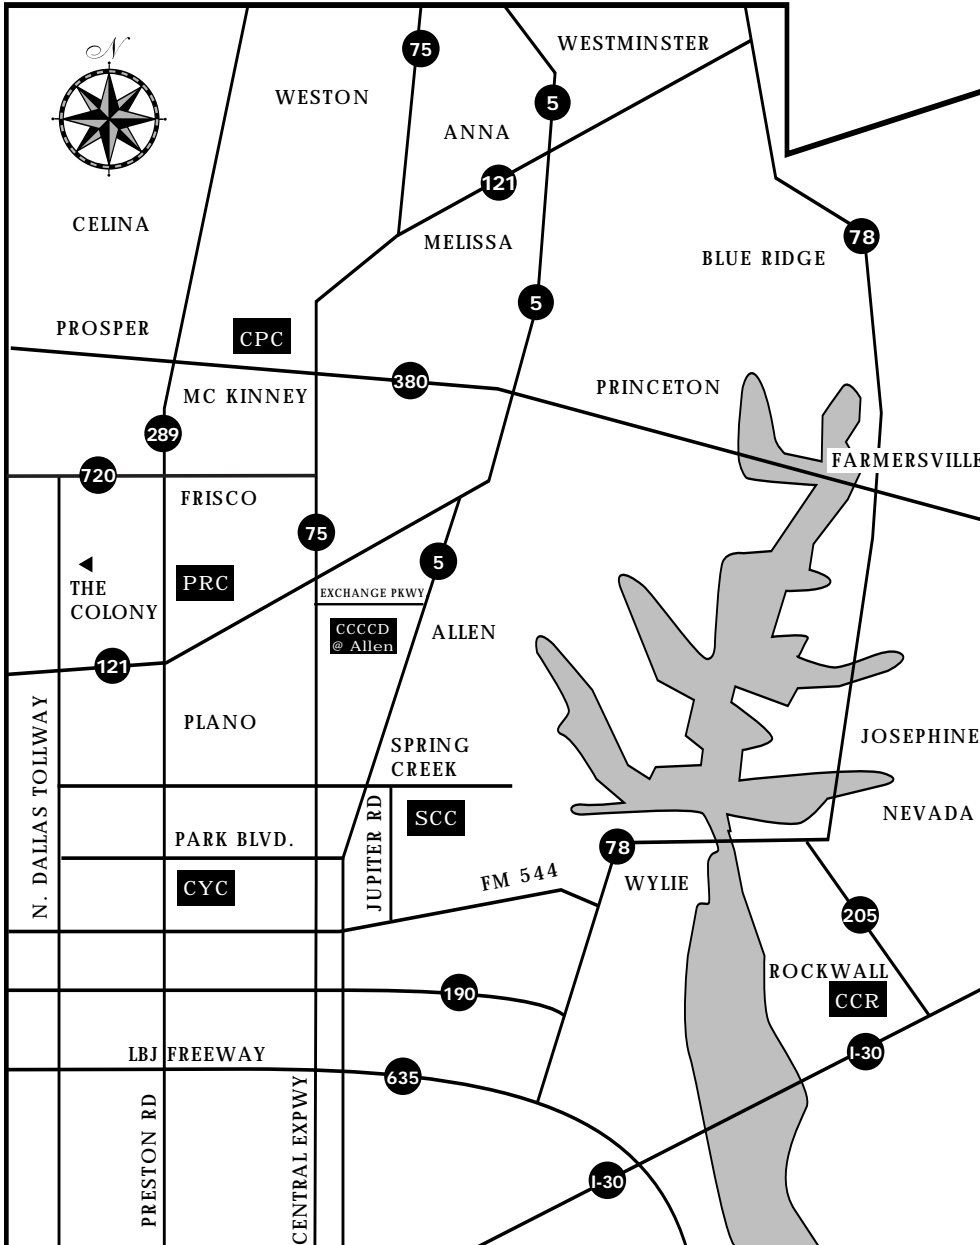 N
WESTMINSTER
75
WESTON
5
ANNA
121
CELINA
MELISSA
78
BLUE RIDGE
5
PROSPER
CPC
380
PRINCETON
MC KINNEY
289
FARMERSVILLE
720
FRISCO
75
5
THE
COLONY
PRC
EXCHANGE PKWY
CCCCD
@ Allen
ALLEN
121
N. DALLAS TOLLWAY
PLANO
JOSEPHINE
SPRING
CREEK
JUPITER RD
SCC
NEVADA
PARK BLVD.
78
CYC
FM 544
WYLIE
205
ROCKWALL
190
CCR
LBJ FREEWAY
I-30
635
PRESTON RD
CENTRAL EXPWY
I-30